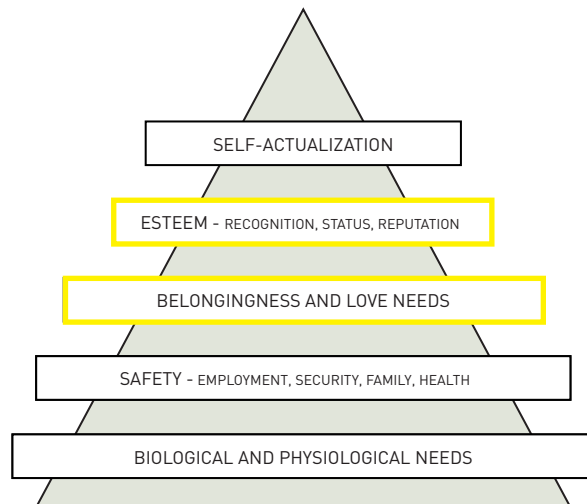 SELF-ACTUALIZATION
ESTEEM - RECOGNITION, STATUS, REPUTATION
BELONGINGNESS AND LOVE NEEDS
SAFETY - EMPLOYMENT, SECURITY, FAMILY, HEALTH
BIOLOGICAL AND PHYSIOLOGICAL NEEDS